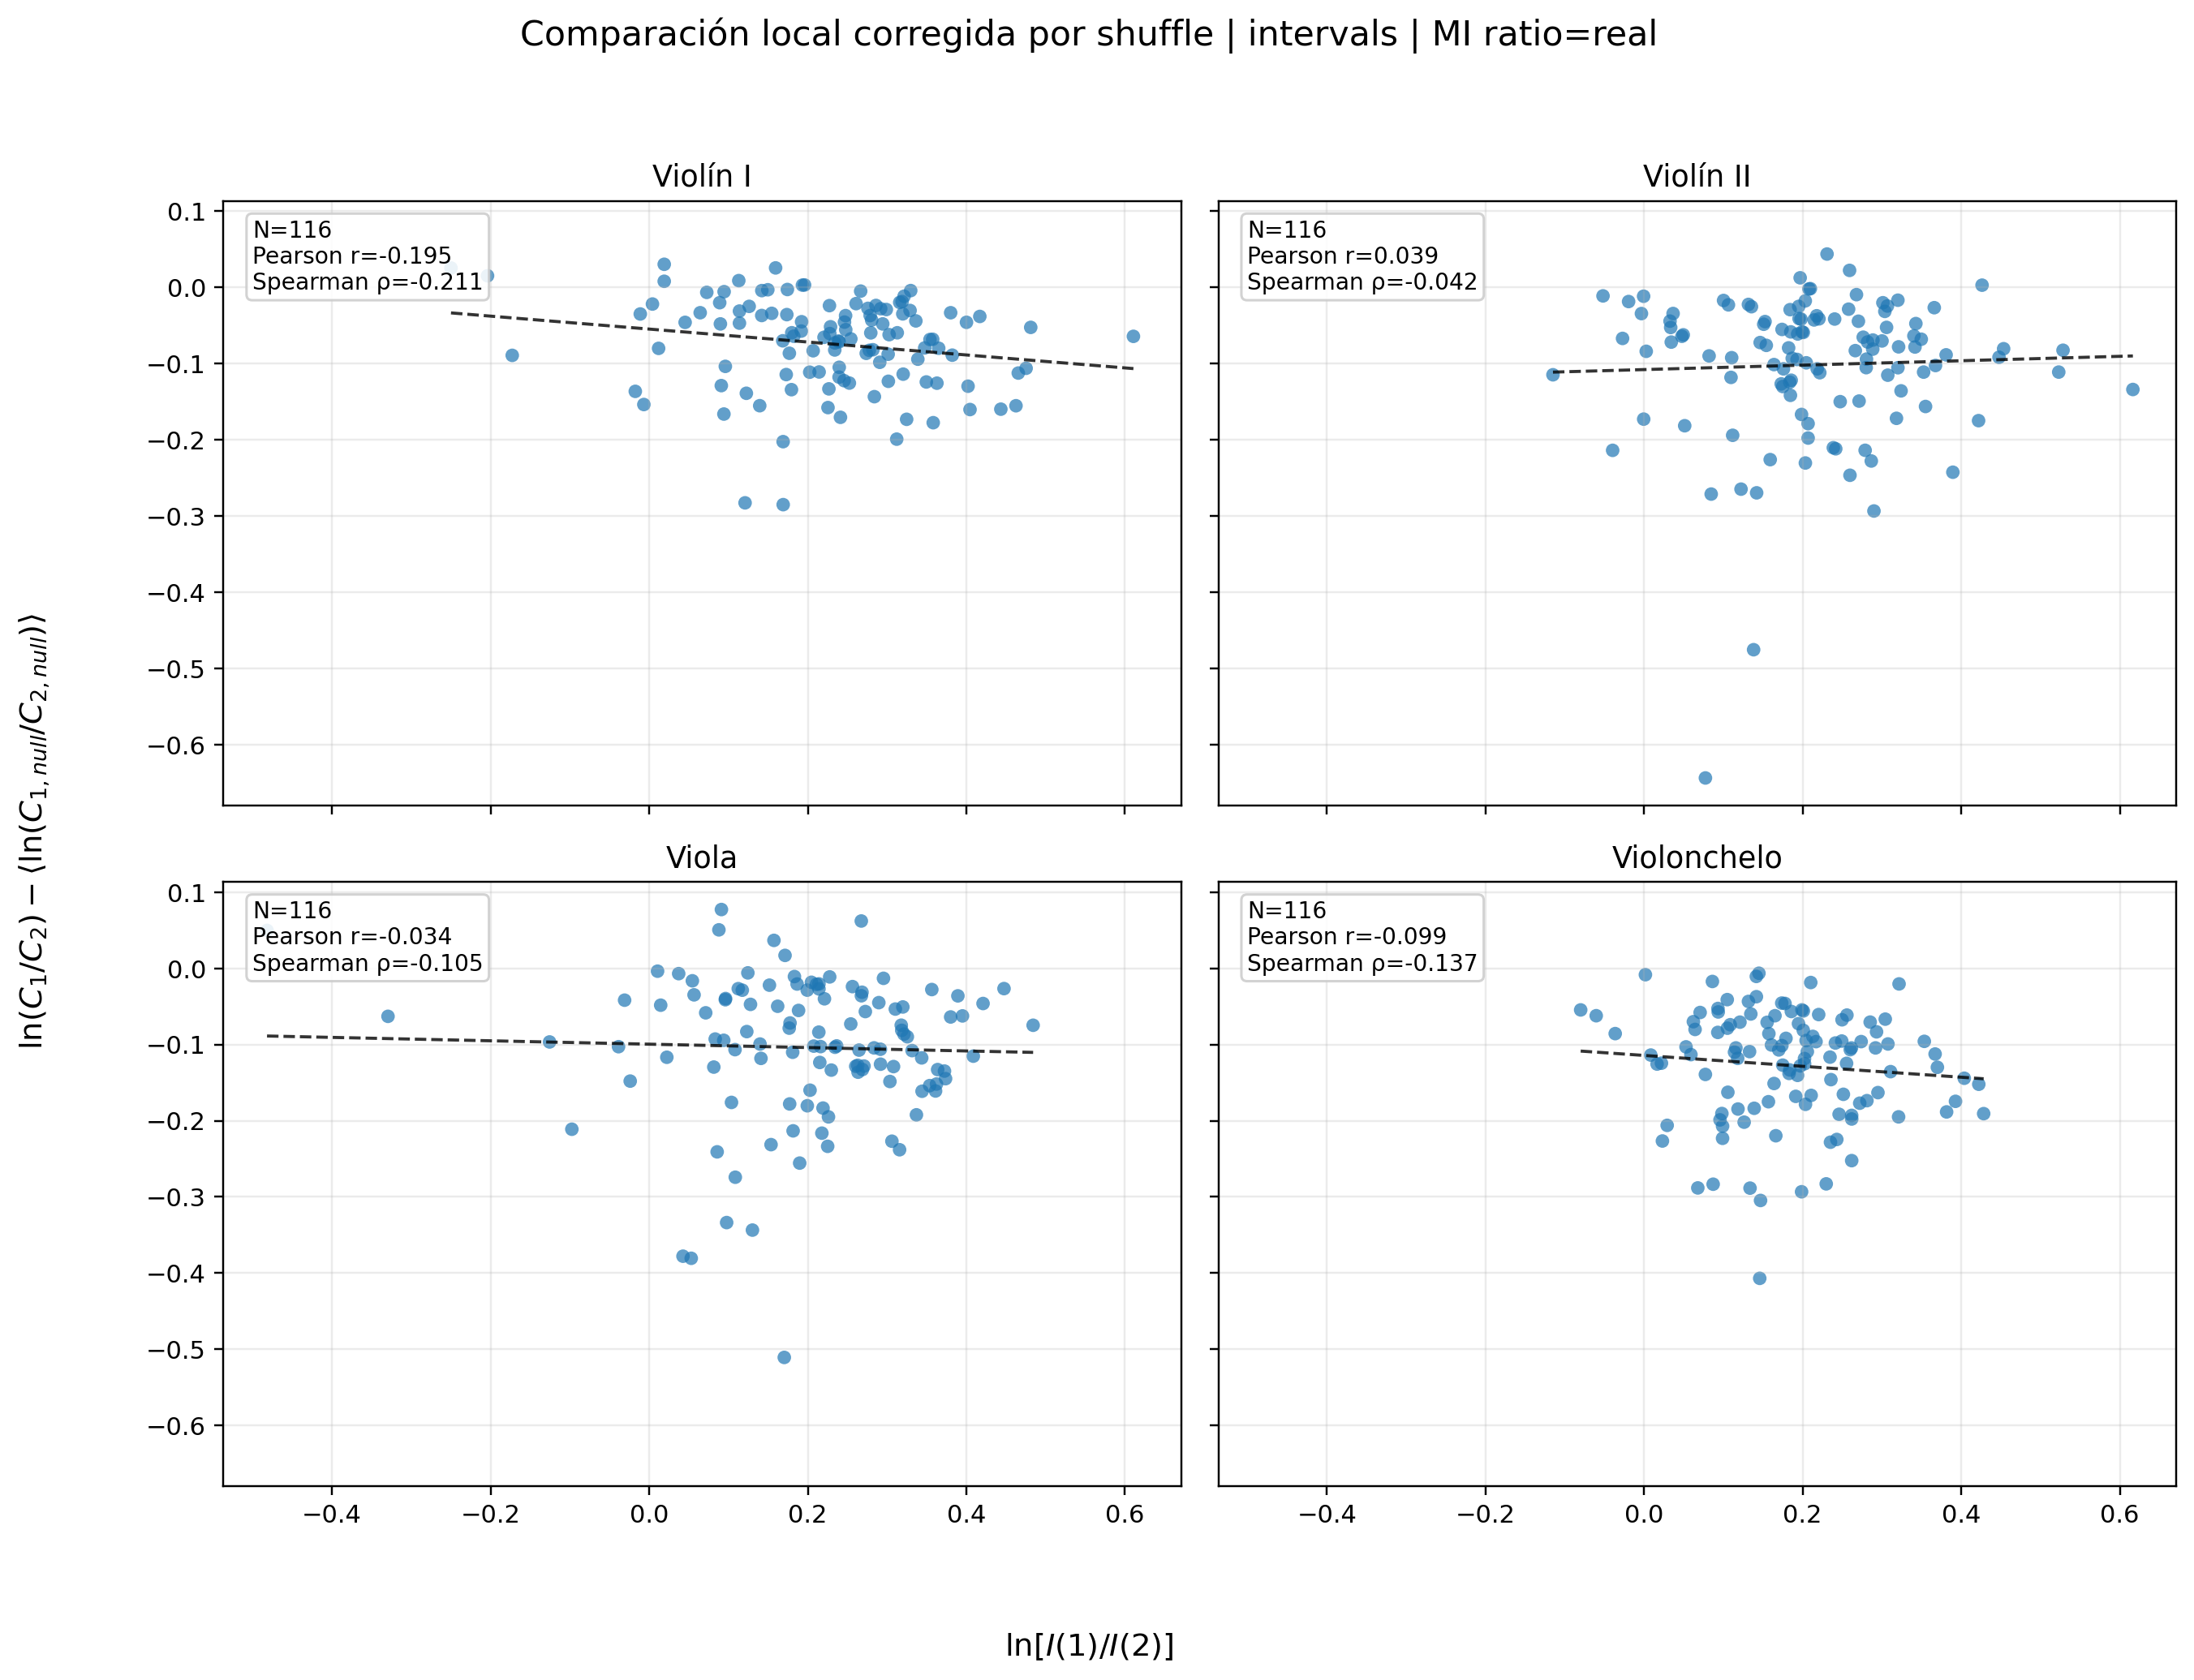 Comparación local corregida por shuffle | intervals | MI ratio=real
Violín I
N=116
Pearson r=-0.195
Spearman ρ=-0.211
0.1
0.0
−0.1
−0.2
−0.3
−0.4
−0.5
−0.6
Violín II
N=116
Pearson r=0.039
Spearman ρ=-0.042
Viola
N=116
Pearson r=-0.034
Spearman ρ=-0.105
0.1
0.0
−0.1
−0.2
−0.3
−0.4
−0.5
−0.6
−0.4 −0.2 0.0 0.2 0.4 0.6
Violonchelo
N=116
Pearson r=-0.099
Spearman ρ=-0.137
−0.4 −0.2 0.0 0.2 0.4 0.6
ln(C1/C2) − ⟨ln(C1,null/C2,null)⟩
ln[I(1)/I(2)]